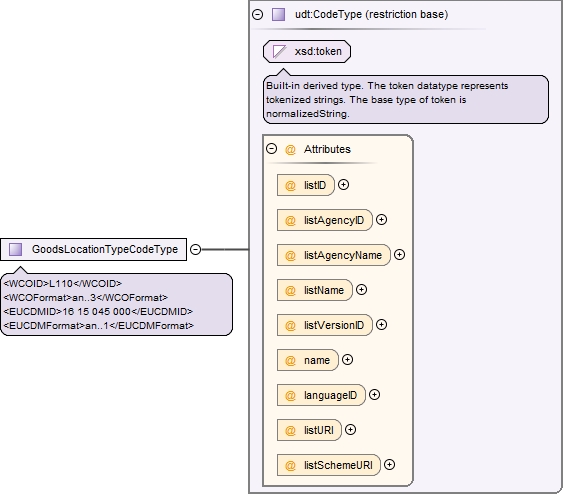 udt:CodeType (restriction base)
xsd:token
Built-in derived type. The token datatype represents
tokenized strings. The base type of token is
normalizedString.
@ Attributes
@ listID
@ listAgencyID
@ listAgencyName
@ listName
@ listVersionID
@ name
@ languageID
@ listURI
@ listSchemeURI
GoodsLocationTypeCodeType
<WCOID>L110</WCOID>
<WCOFormat>an..3</WCOFormat>
<EUCDMID>16 15 045 000</EUCDMID>
<EUCDMFormat>an..1</EUCDMFormat>